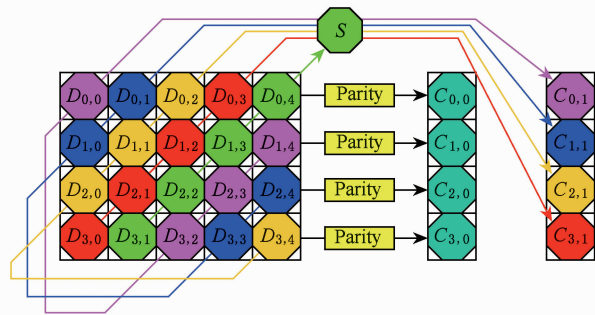 S
D0,0 D0,1 D0,2 D0,3 D0,4 Parity C0,0 C0,1
D1,0 D1,1 D1,2 D1,3 D1,4 Parity C1,0 C1,1
D2,0 D2,1 D2,2 D2,3 D2,4 Parity C2,0 C2,1
D3,0 D3,1 D3,2 D3,3 D3,4 Parity C3,0 C3,1